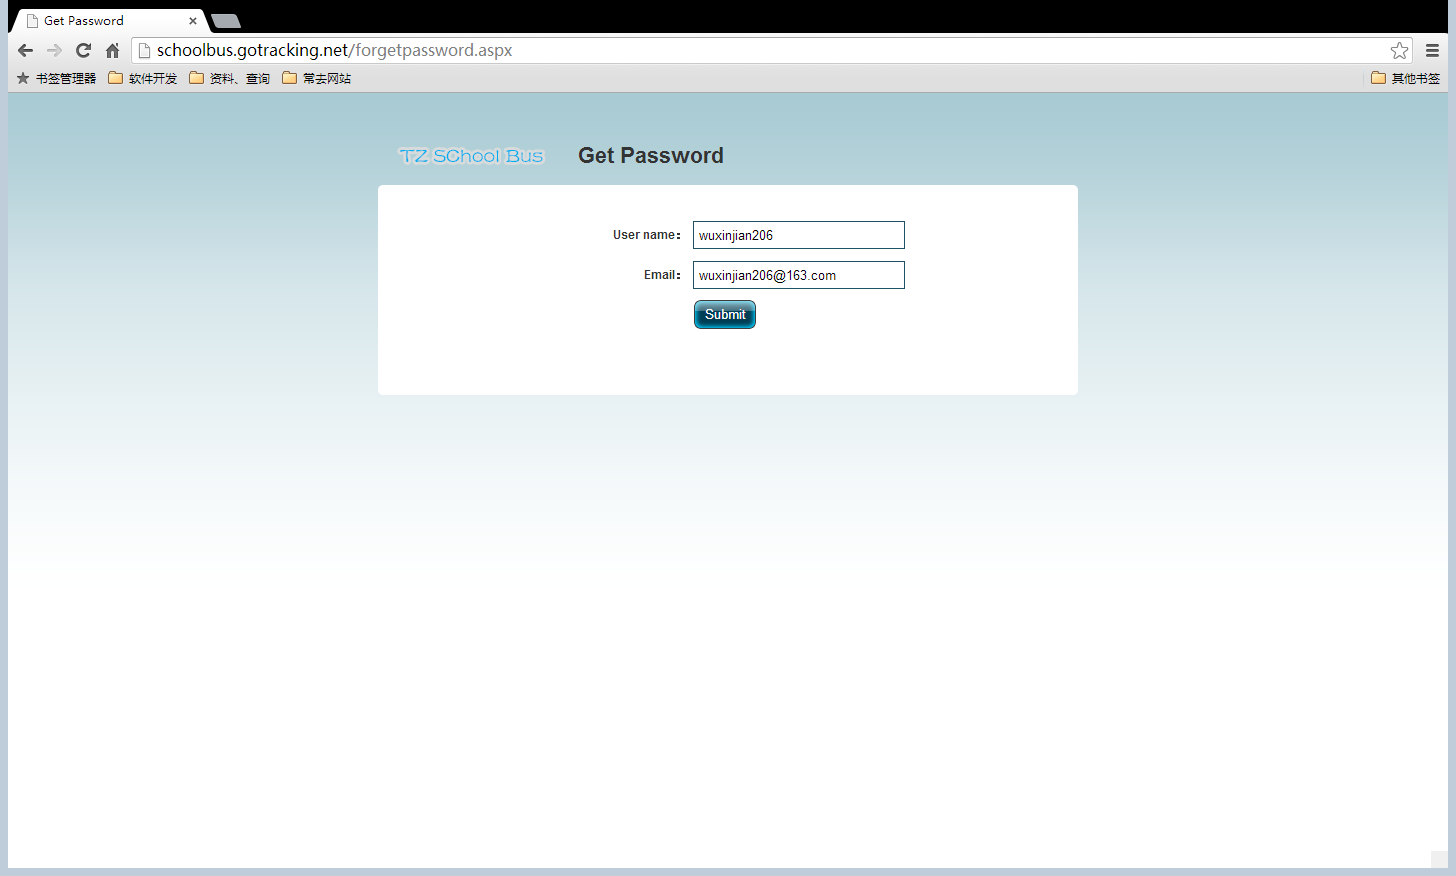 Get Password
schoolbus.gotracking.net/forgetpassword.aspx
书签管理器 软件开发 资料、查询 常去网站 其他书签
TZ SChool Bus Get Password
User name： wuxinjian206
Email： wuxinjian206@163.com
Submit